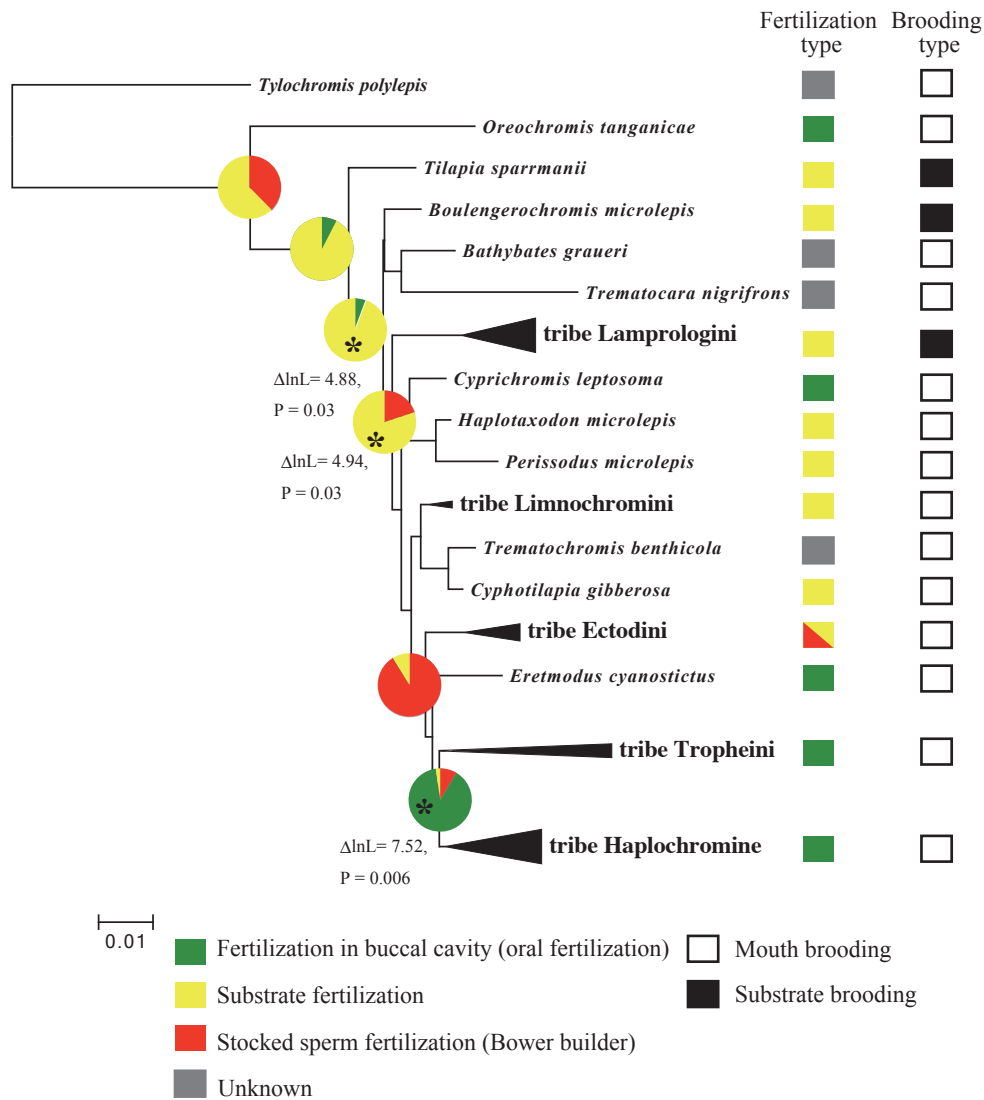 Fertilization type
Brooding type
Tylochromis polylepis
Oreochromis tanganicae
Tilapia sparrmanii
Boulengerochromis microlepis
Bathybates graueri
Trematocara nigrifrons
tribe Lamprologini
*
ΔlnL= 4.88,
P = 0.03
Cyprichromis leptosoma
Haplotaxodon microlepis
*
ΔlnL= 4.94,
P = 0.03
Perissodus microlepis
tribe Limnochromini
Trematochromis benthicola
Cyphotilapia gibberosa
tribe Ectodini
Eretmodus cyanostictus
tribe Tropheini
*
ΔlnL= 7.52,
P = 0.006
tribe Haplochromine
0.01
Fertilization in buccal cavity (oral fertilization)
Substrate fertilization
Stocked sperm fertilization (Bower builder)
Unknown
Mouth brooding
Substrate brooding